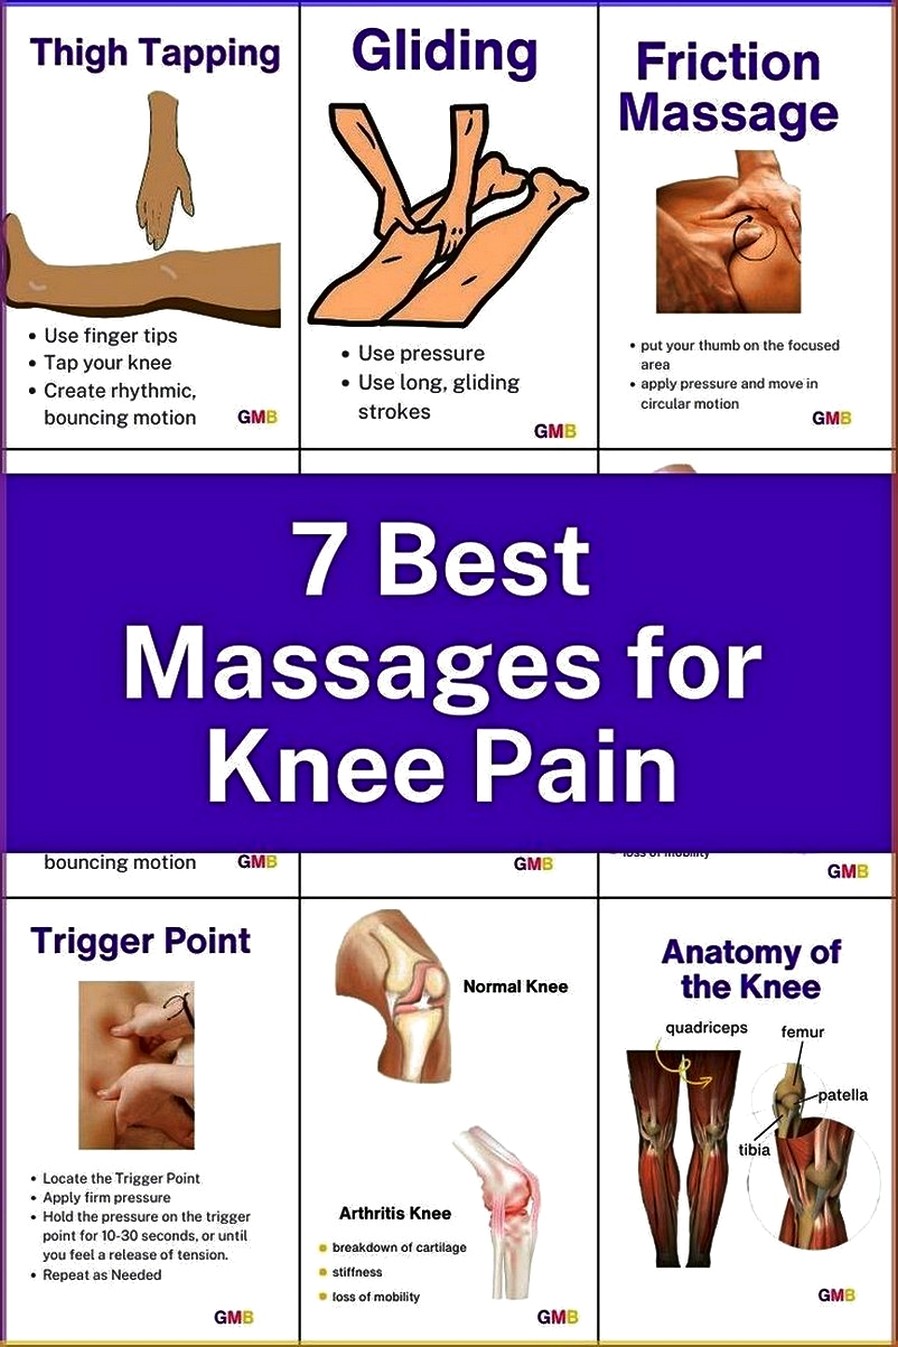 Thigh Tapping
• Use finger tips
• Tap your knee
• Create rhythmic,
bouncing motion
GMB
Gliding
• Use pressure
• Use long, gliding
strokes
GMB
Friction
Massage
• put your thumb on the focused
area
• apply pressure and move in
circular motion
GMB
7 Best
Massages for
Knee Pain
bouncing motion
GMB
GMB
loss of mobility
GMB
Trigger Point
• Locate the Trigger Point
• Apply firm pressure
• Hold the pressure on the trigger
point for 10-30 seconds, or until
you feel a release of tension.
• Repeat as Needed
GMB
Normal Knee
Arthritis Knee
• breakdown of cartilage
• stiffness
• loss of mobility
GMB
Anatomy of
the Knee
quadriceps
femur
patella
tibia
GMB